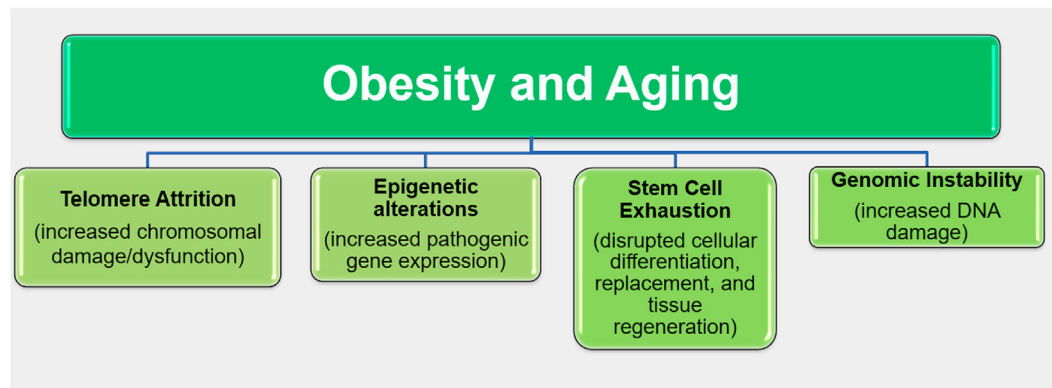 Obesity and Aging
Telomere Attrition
(increased chromosomal
damage/dysfunction)
Epigenetic
alterations
(increased pathogenic
gene expression)
Stem Cell
Exhaustion
(disrupted cellular
differentiation,
replacement, and
tissue
regeneration)
Genomic Instability
(increased DNA
damage)